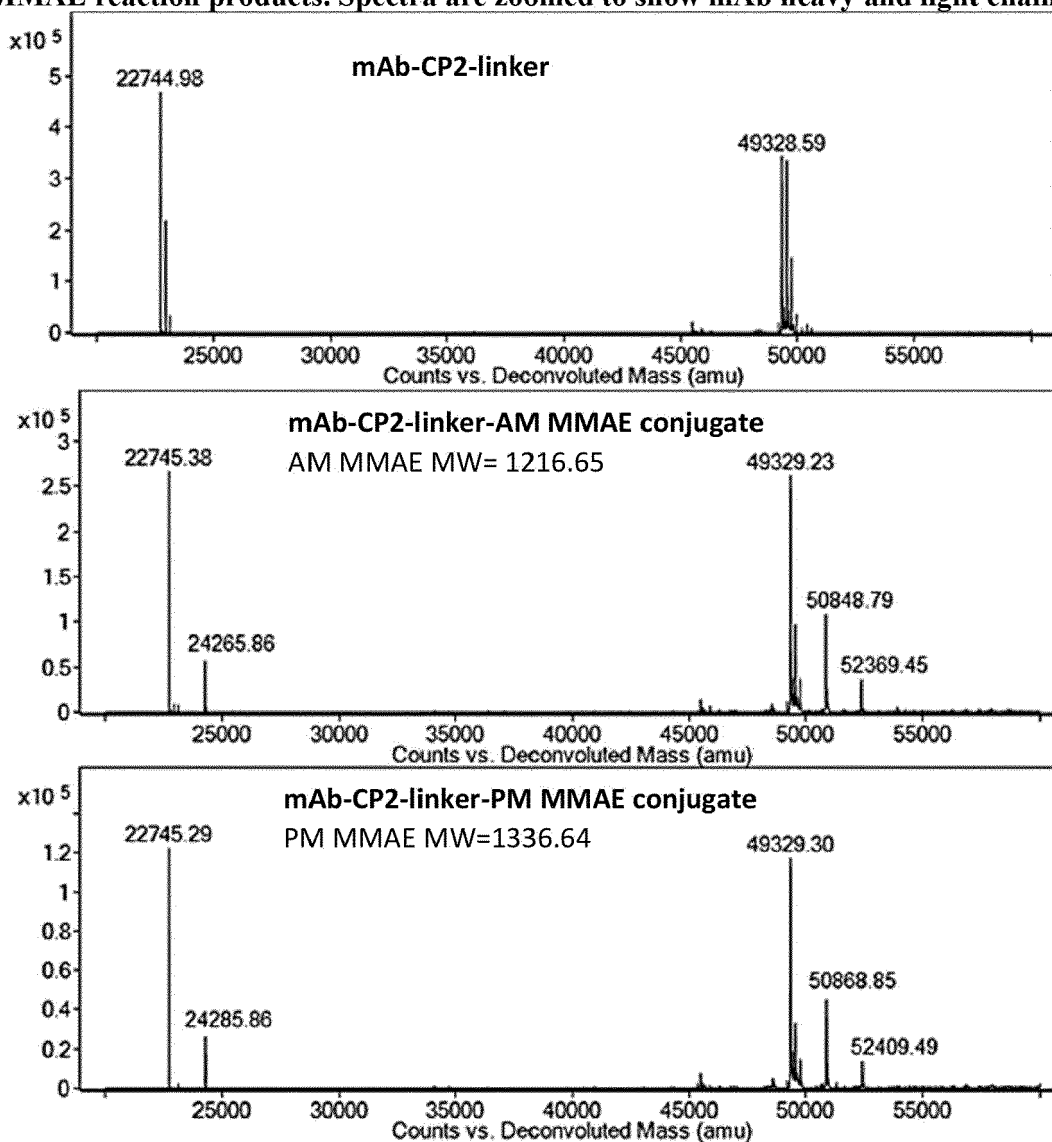 MMAE reaction products. Spectra are zoomed to show mAb heavy and light chain
x10 5
mAb-CP2-linker
22744.98
49328.59
5
4
3
2
1
0
25000 30000 35000 40000 45000 50000 55000
Counts vs. Deconvoluted Mass (amu)
x10 5
mAb-CP2-linker-AM MMAE conjugate
AM MMAE MW= 1216.65
22745.38
49329.23
50848.79
24265.86
52369.45
3
2.5
2
1.5
1
0.5
0
25000 30000 35000 40000 45000 50000 55000
Counts vs. Deconvoluted Mass (amu)
x10 5
mAb-CP2-linker-PM MMAE conjugate
PM MMAE MW=1336.64
22745.29
49329.30
50868.85
24285.86
52409.49
1.2
1
0.8
0.6
0.4
0.2
0
25000 30000 35000 40000 45000 50000 55000
Counts vs. Deconvoluted Mass (amu)